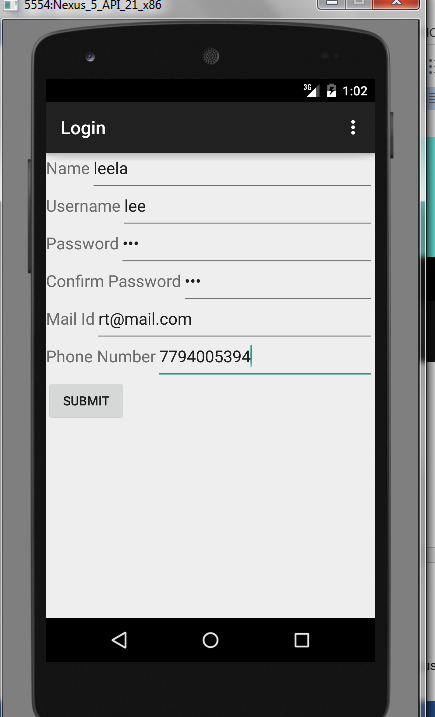 5554:Nexus_5_API_21_x86
3G 1:02
Login
Name leela
Username lee
Password •••
Confirm Password •••
Mail Id rt@mail.com
Phone Number 7794005394
SUBMIT